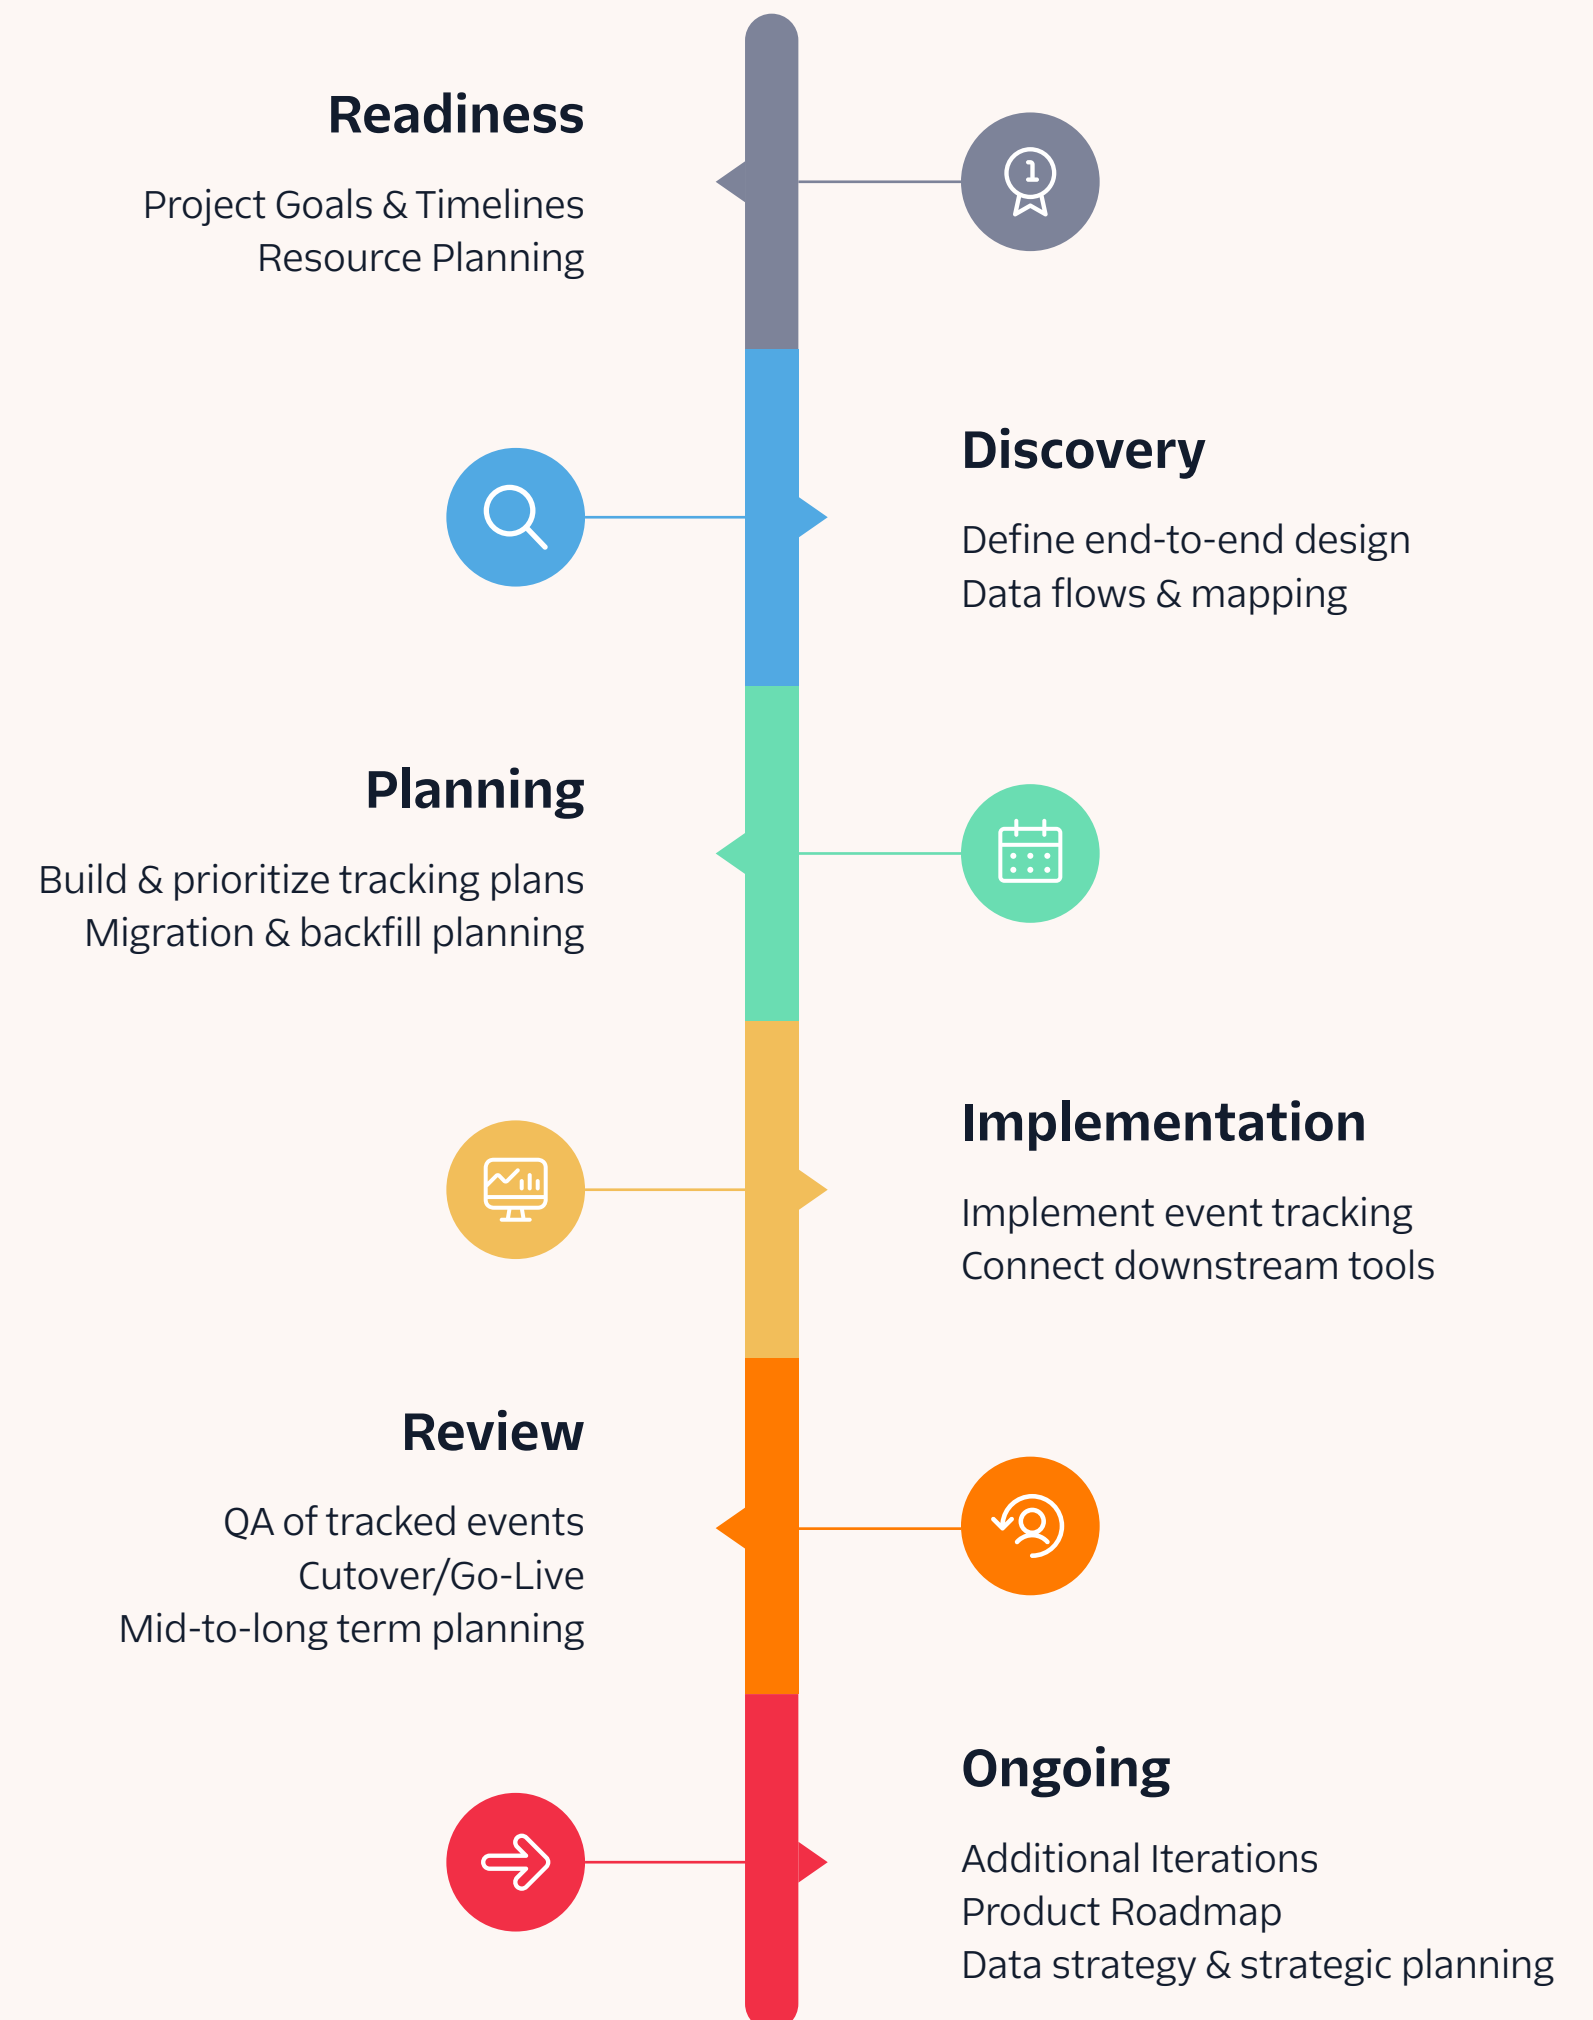 Readiness
Project Goals & Timelines
Resource Planning
1
Discovery
Define end-to-end design
Data flows & mapping
Planning
Build & prioritize tracking plans
Migration & backfill planning
Implementation
Implement event tracking
Connect downstream tools
Review
QA of tracked events
Cutover/Go-Live
Mid-to-long term planning
Ongoing
Additional Iterations
Product Roadmap
Data strategy & strategic planning